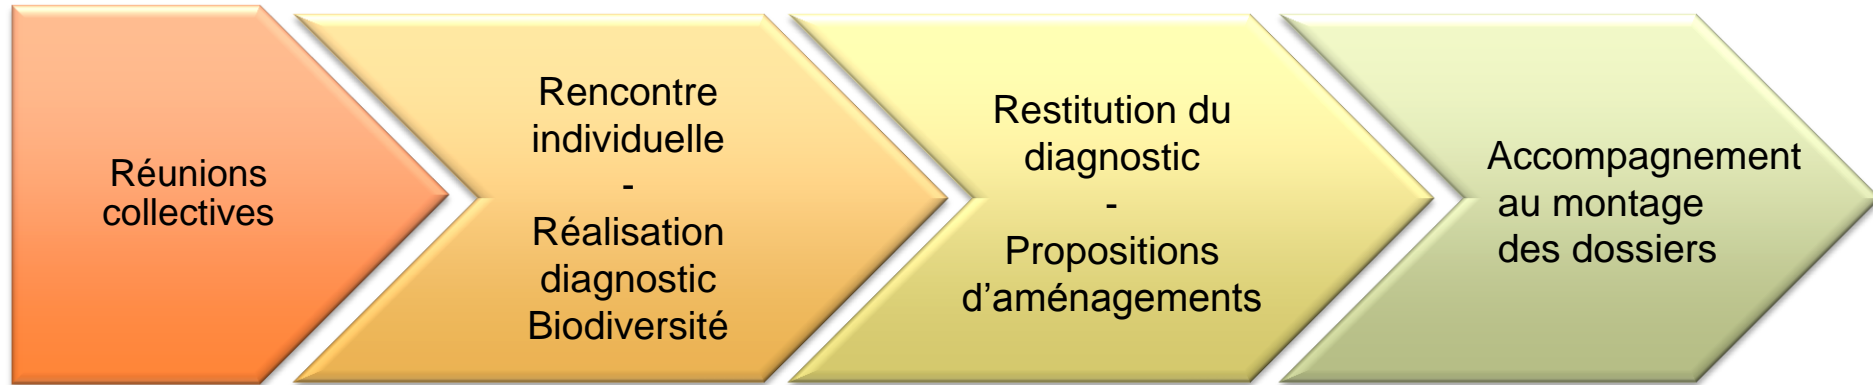 Réunions
collectives
Rencontre
individuelle
-
Réalisation
diagnostic
Biodiversité
Restitution du
diagnostic
-
Propositions
d’aménagements
Accompagnement
au montage
des dossiers